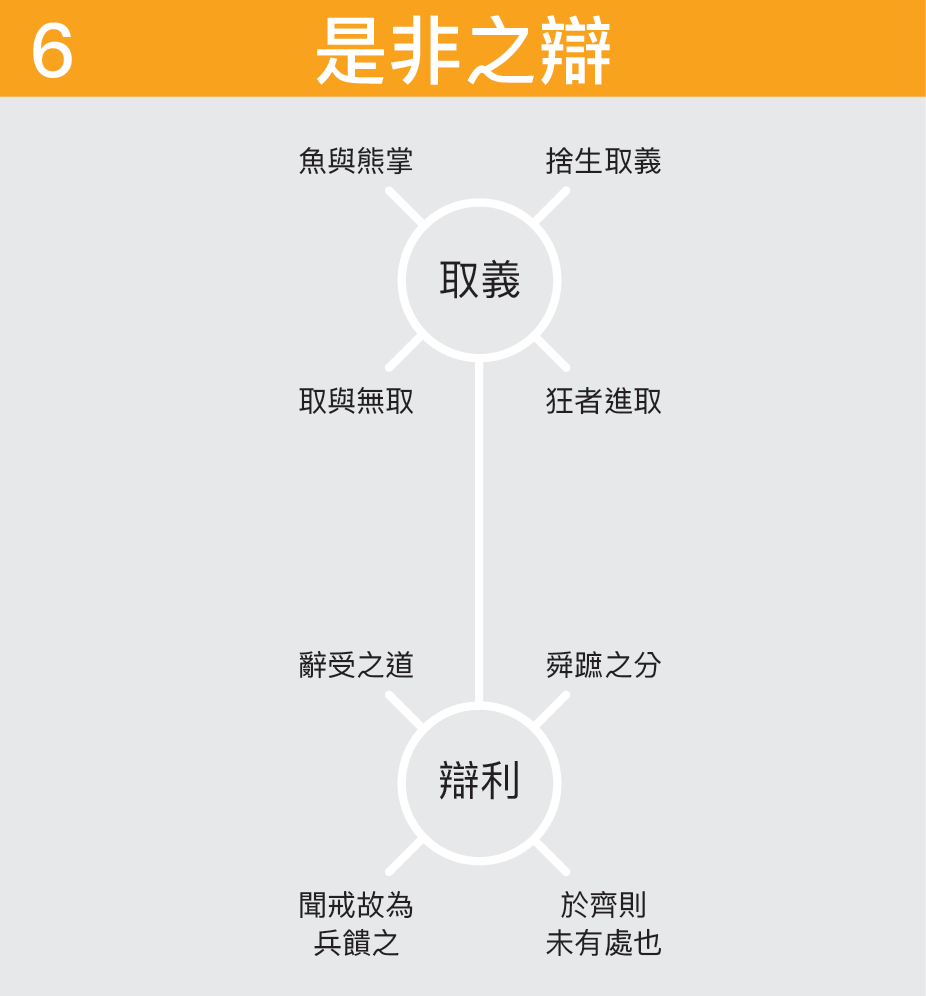 6
是非之辯
魚與熊掌
捨生取義
取義
取與無取
狂者進取
辭受之道
舜蹠之分
辯利
聞戒故為
兵饋之
於齊則
未有處也